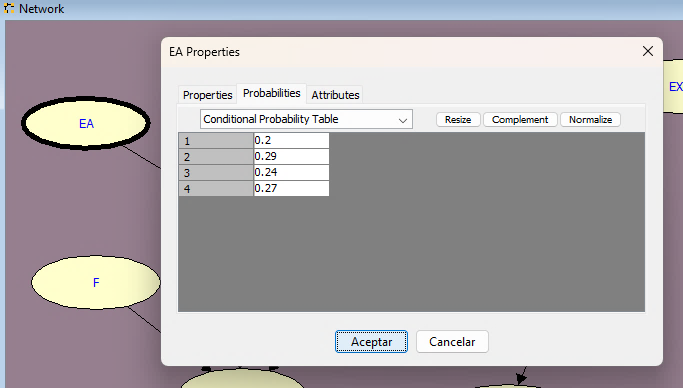 Network
EA Properties
EX
Properties Probabilities Attributes
EA
Conditional Probability Table Resize Complement Normalize
1 0.2
2 0.29
3 0.24
4 0.27
F
Aceptar Cancelar